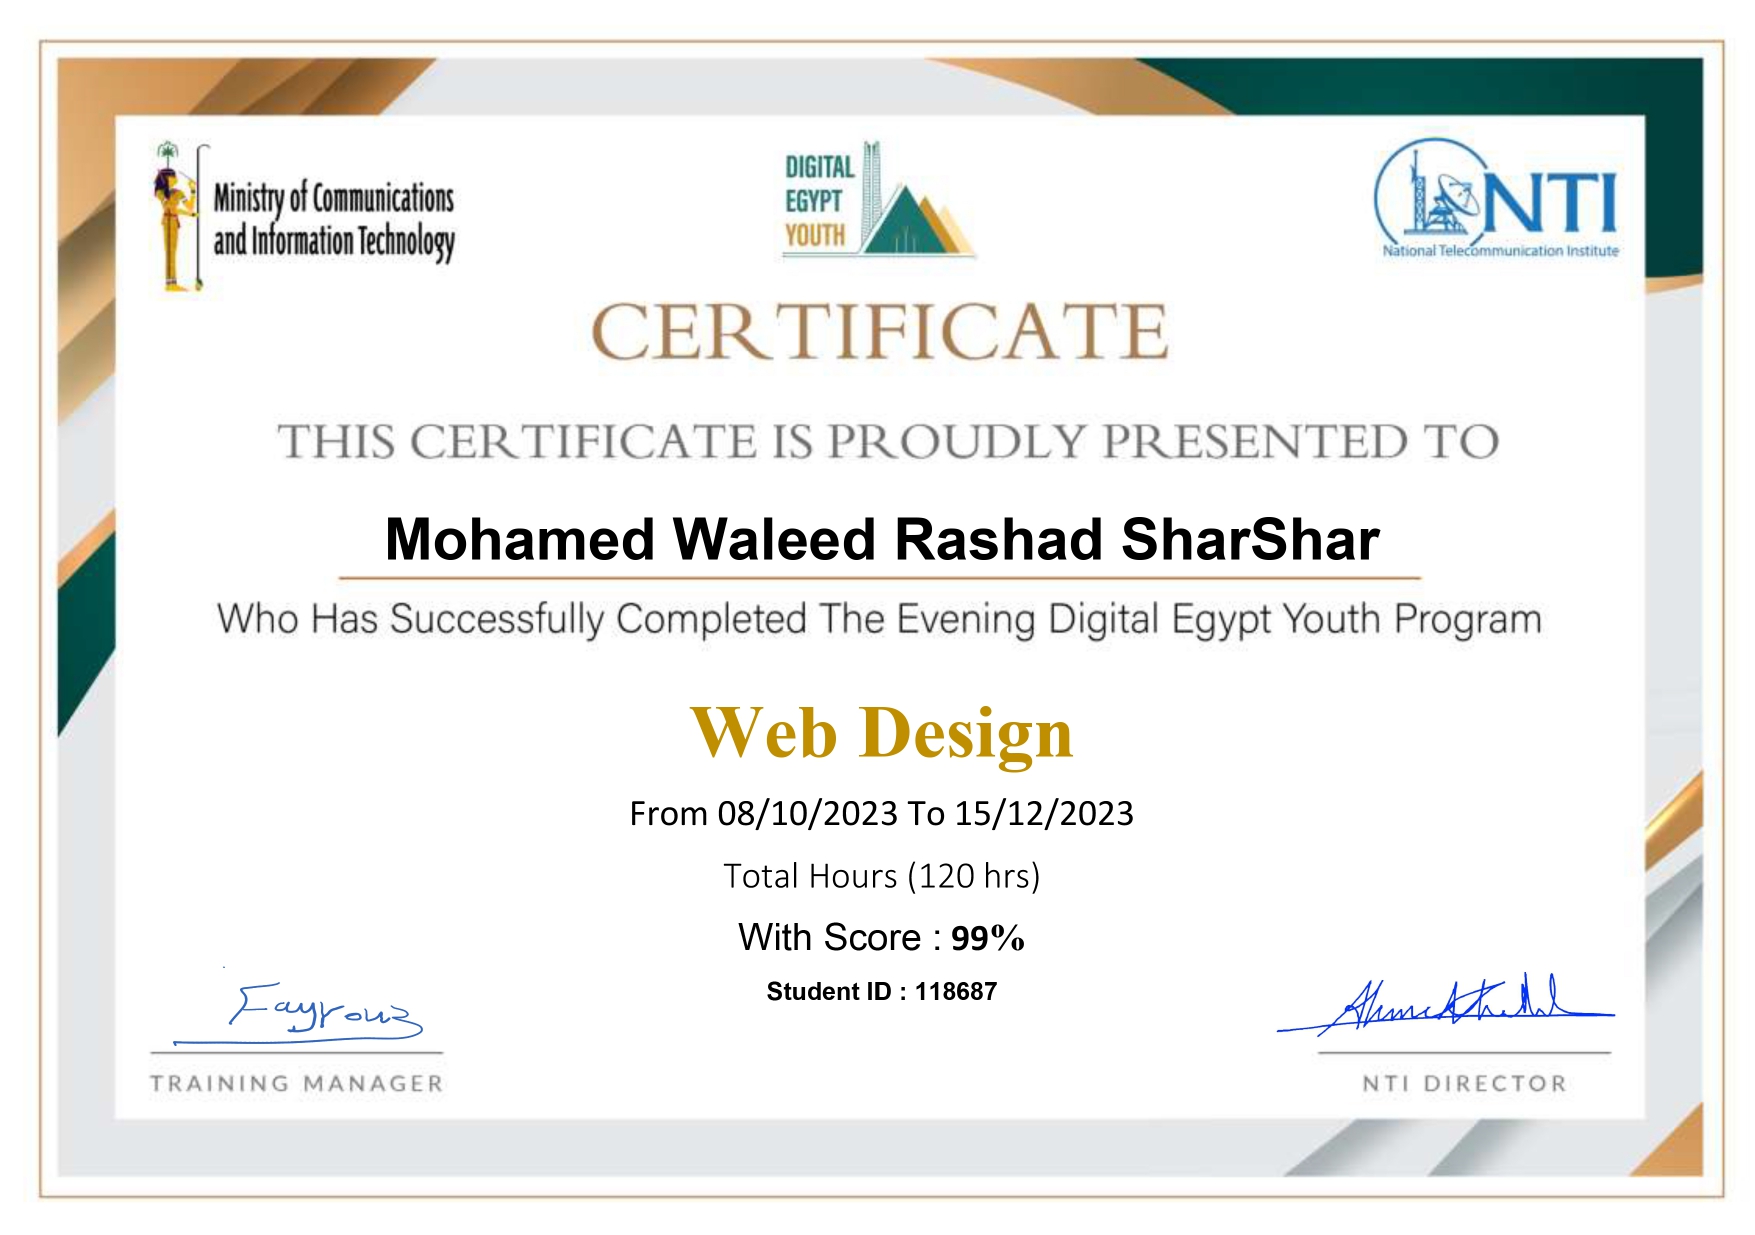 Ministry of Communications
and Information Technology
DIGITAL
EGYPT
YOUTH
NTI
National Telecommunication Institute
CERTIFICATE
THIS CERTIFICATE IS PROUDLY PRESENTED TO
Mohamed Waleed Rashad SharShar
Who Has Successfully Completed The Evening Digital Egypt Youth Program
Web Design
From 08/10/2023 To 15/12/2023
Total Hours (120 hrs)
With Score : 99%
Student ID : 118687
Fayrouz
TRAINING MANAGER
NTI DIRECTOR